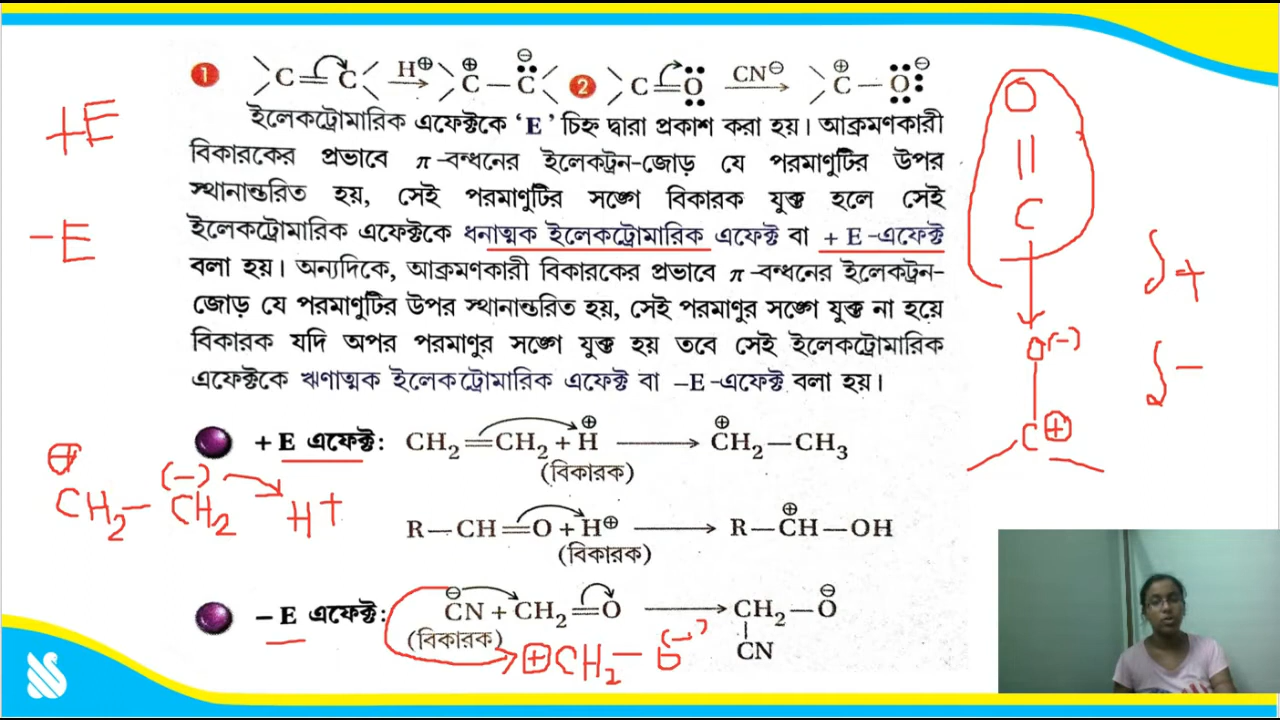 1 >C=C< H⊕→ >C⊕–C⊖< 2 >C=O CN⊖→ >C⊕–O⊖
ইলেকট্রোমারিক এফেক্টকে ‘E’ চিহ্ন দ্বারা প্রকাশ করা হয়। আক্রমণকারী
বিকারকের প্রভাবে π-বন্ধনের ইলেকট্রন-জোড় যে পরমাণুটির উপর
স্থানান্তরিত হয়, সেই পরমাণুটির সঙ্গে বিকারক যুক্ত হলে সেই
ইলেকট্রোমারিক এফেক্টকে ধনাত্মক ইলেকট্রোমারিক এফেক্ট বা + E-এফেক্ট
বলা হয়। অন্যদিকে, আক্রমণকারী বিকারকের প্রভাবে π-বন্ধনের ইলেকট্রন-
জোড় যে পরমাণুটির উপর স্থানান্তরিত হয়, সেই পরমাণুর সঙ্গে যুক্ত না হয়ে
বিকারক যদি অপর পরমাণুর সঙ্গে যুক্ত হয় তবে সেই ইলেকট্রোমারিক
এফেক্টকে ঋণাত্মক ইলেকট্রোমারিক এফেক্ট বা –E-এফেক্ট বলা হয়।
+ E এফেক্ট: CH₂=CH₂ + H⊕ → ⊕CH₂–CH₃
(বিকারক)
R–CH=O + H⊕ → R–⊕CH–OH
(বিকারক)
– E এফেক্ট: ⊖CN + CH₂=O → CH₂–O⊖
(বিকারক)
CN
+E
-E
⊕
CH₂– (-)CH₂ H+
⊕CH₂–O(-)
O
||
C
O(-)
C⊕
δ+
δ-